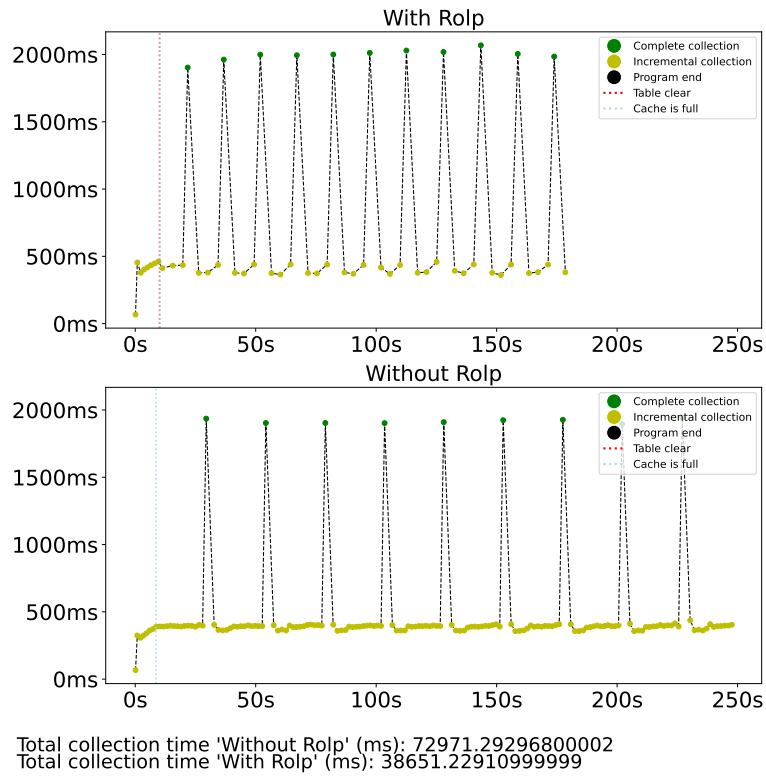 With Rolp
2000ms
1500ms
1000ms
500ms
0ms
Complete collection
Incremental collection
Program end
Table clear
Cache is full
0s 50s 100s 150s 200s 250s
Without Rolp
2000ms
1500ms
1000ms
500ms
0ms
Complete collection
Incremental collection
Program end
Table clear
Cache is full
0s 50s 100s 150s 200s 250s
Total collection time 'Without Rolp' (ms): 72971.29296800002
Total collection time 'With Rolp' (ms): 38651.22910999999